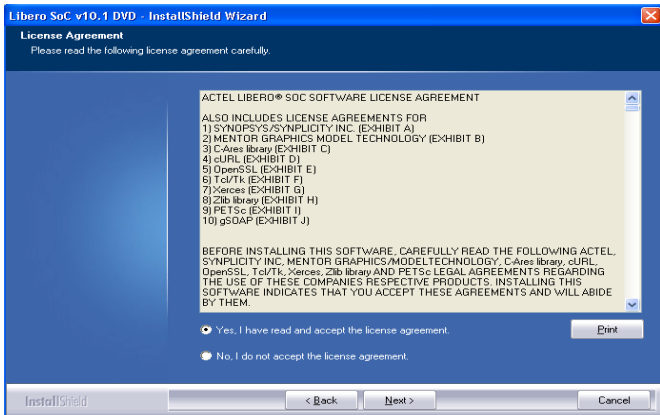 Libero SoC v10.1 DVD - InstallShield Wizard
License Agreement
Please read the following license agreement carefully.
ACTEL LIBERO® SOC SOFTWARE LICENSE AGREEMENT
ALSO INCLUDES LICENSE AGREEMENTS FOR
1) SYNOPSYS/SYNPLICITY INC. (EXHIBIT A)
2) MENTOR GRAPHICS MODEL TECHNOLOGY (EXHIBIT B)
3) C-Ares library (EXHIBIT C)
4) cURL (EXHIBIT D)
5) OpenSSL (EXHIBIT E)
6) Tcl/Tk (EXHIBIT F)
7) Xerces (EXHIBIT G)
8) Zlib library (EXHIBIT H)
9) PETSc (EXHIBIT I)
10) gSOAP (EXHIBIT J)
BEFORE INSTALLING THIS SOFTWARE, CAREFULLY READ THE FOLLOWING ACTEL,
SYNPLICITY INC, MENTOR GRAPHICS/MODELTECHNOLOGY, C-Ares library, cURL,
OpenSSL, Tcl/Tk, Xerces, Zlib library AND PETSc LEGAL AGREEMENTS REGARDING
THE USE OF THESE COMPANIES RESPECTIVE PRODUCTS. INSTALLING THIS
SOFTWARE INDICATES THAT YOU ACCEPT THESE AGREEMENTS AND WILL ABIDE
BY THEM.
Yes, I have read and accept the license agreement.
Print
No, I do not accept the license agreement.
InstallShield
< Back
Next >
Cancel